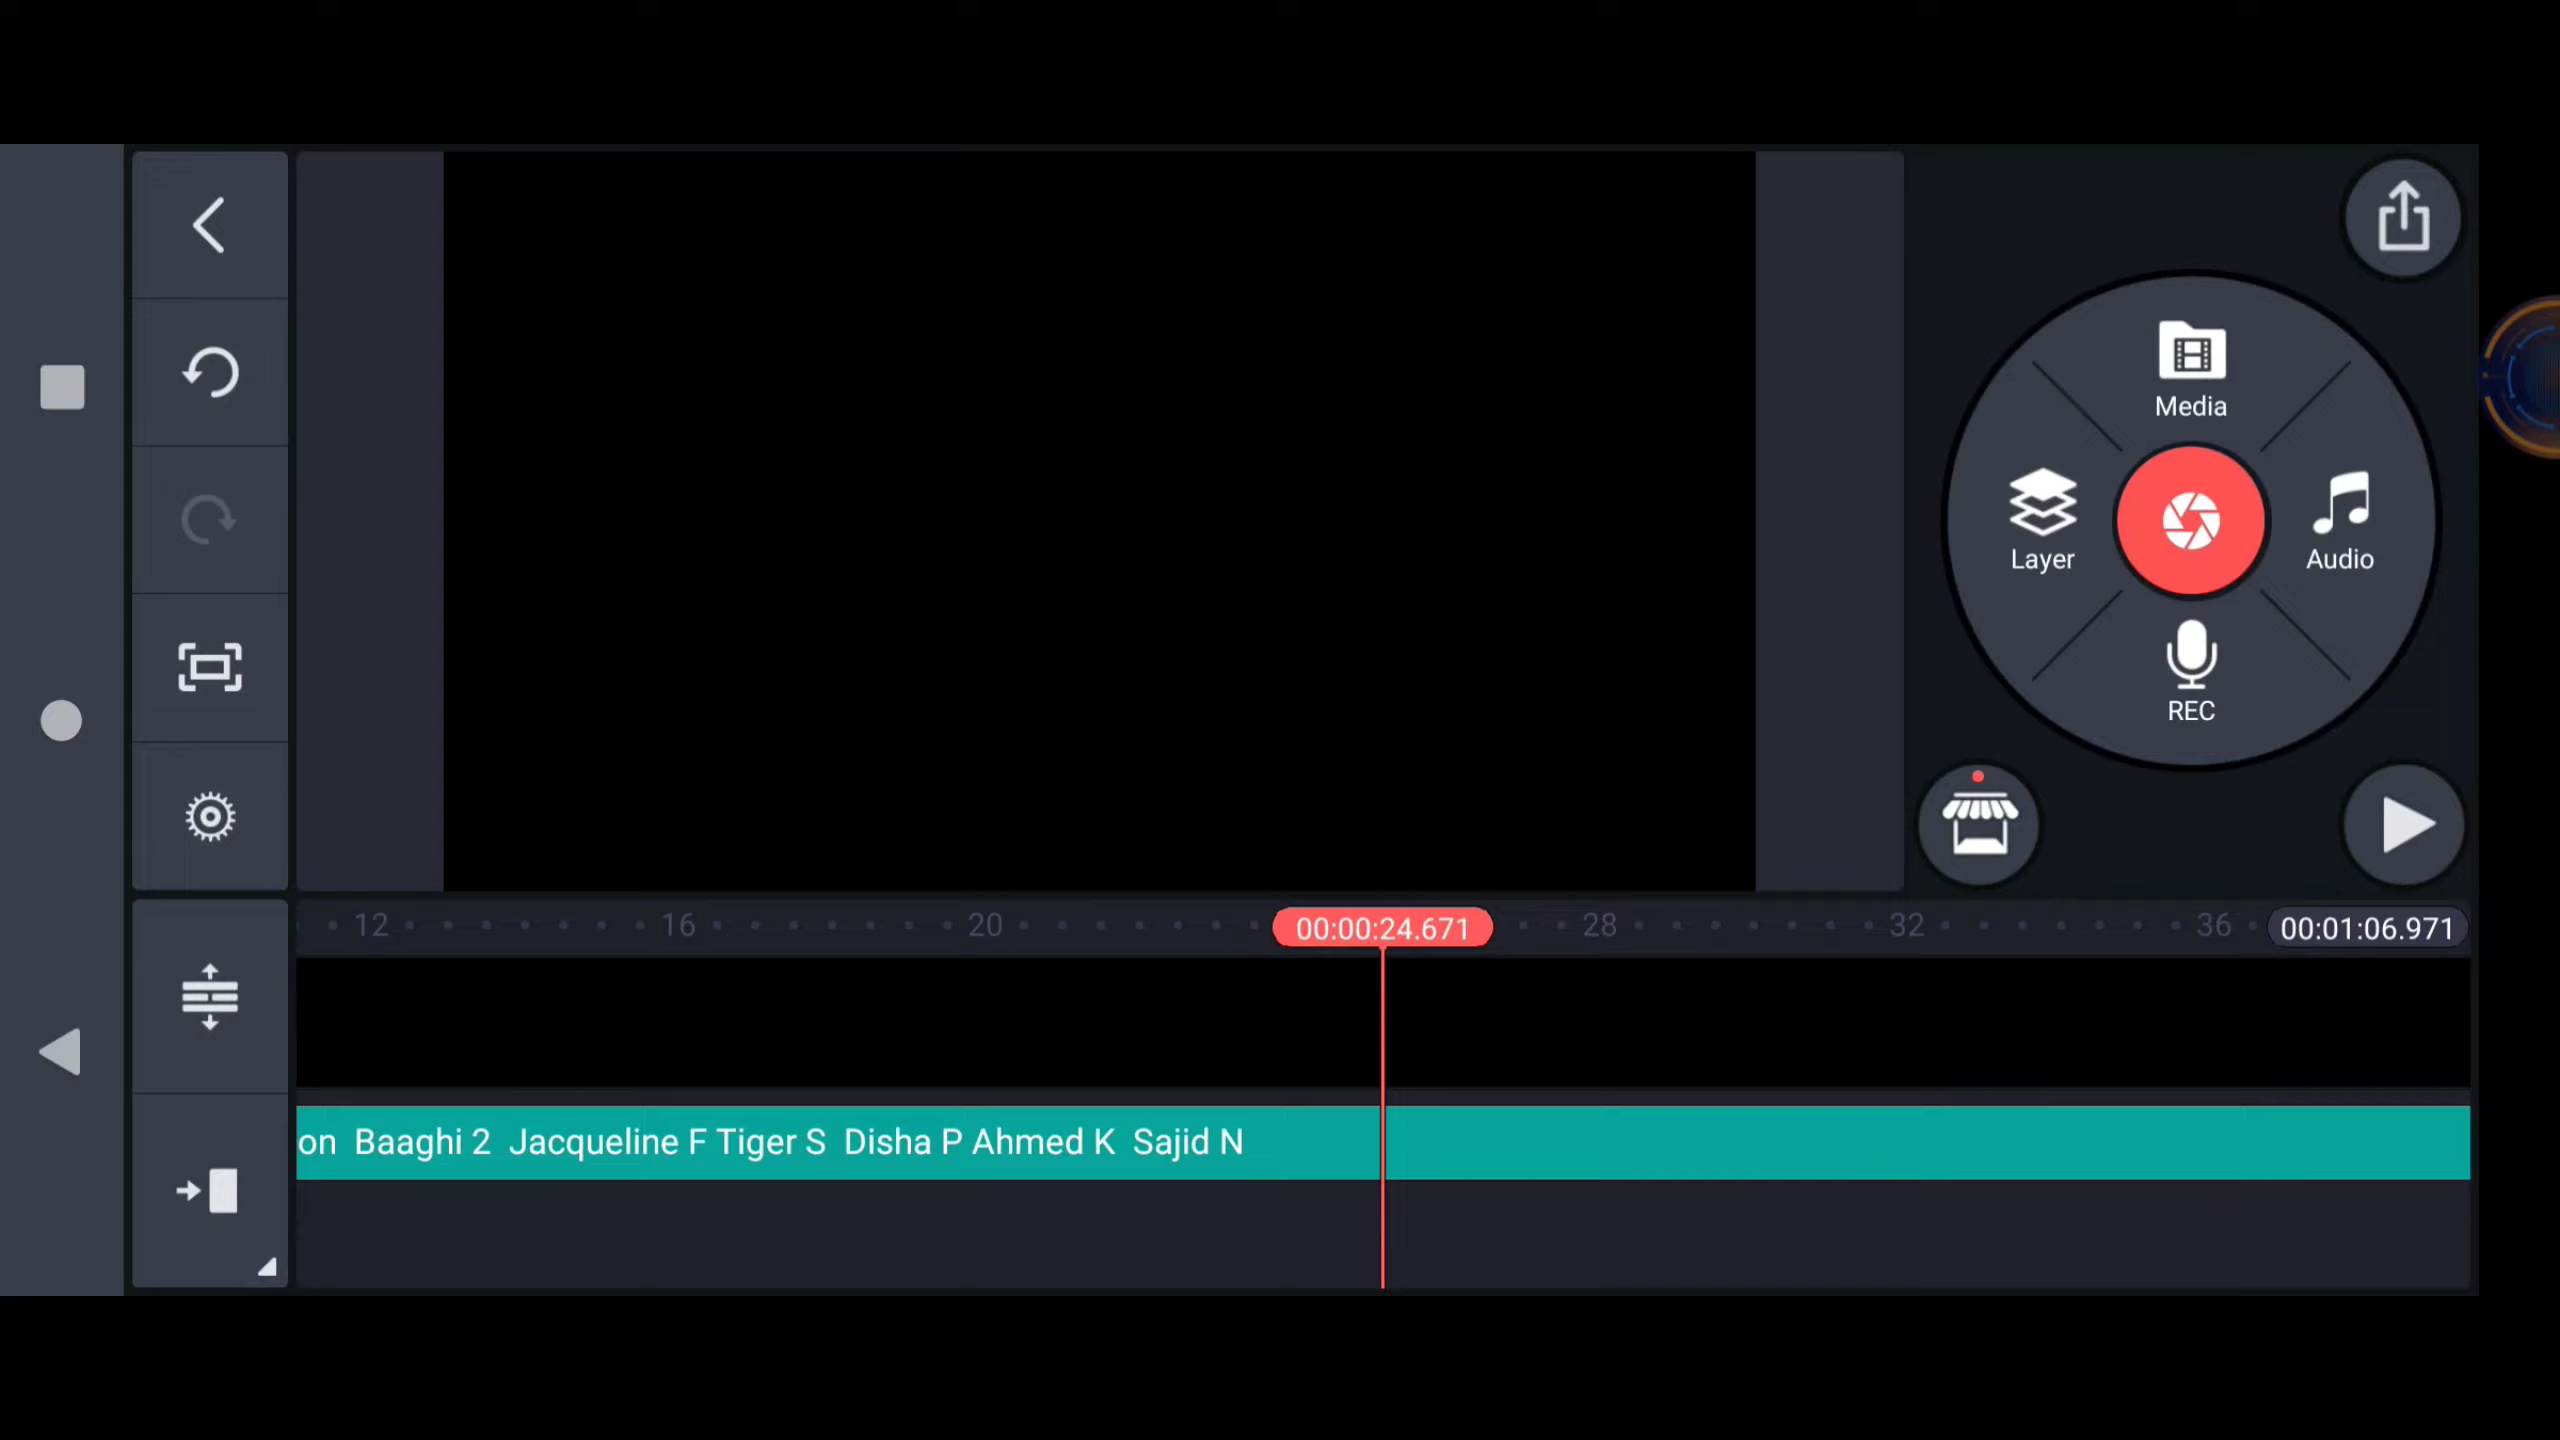 Media
Layer
Audio
REC
12
16
20
00:00:24.671
28
32
36
00:01:06.971
on Baaghi 2 Jacqueline F Tiger S Disha P Ahmed K Sajid N